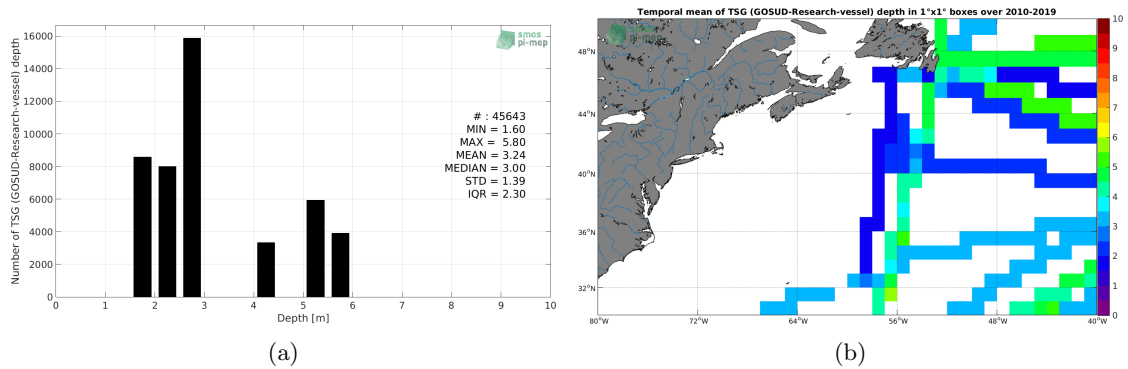 smos
pi-mep
Number of TSG (GOSUD-Research-vessel) depth
16000
14000
12000
10000
8000
6000
4000
2000
0
# : 45643
MIN = 1.60
MAX = 5.80
MEAN = 3.24
MEDIAN = 3.00
STD = 1.39
IQR = 2.30
0 1 2 3 4 5 6 7 8 9 10
Depth [m]
(a)
Temporal mean of TSG (GOSUD-Research-vessel) depth in 1°x1° boxes over 2010-2019
smos
pi-mep
48°N
44°N
40°N
36°N
32°N
80°W 72°W 64°W 56°W 48°W 40°W
10
9
8
7
6
5
4
3
2
1
0
(b)